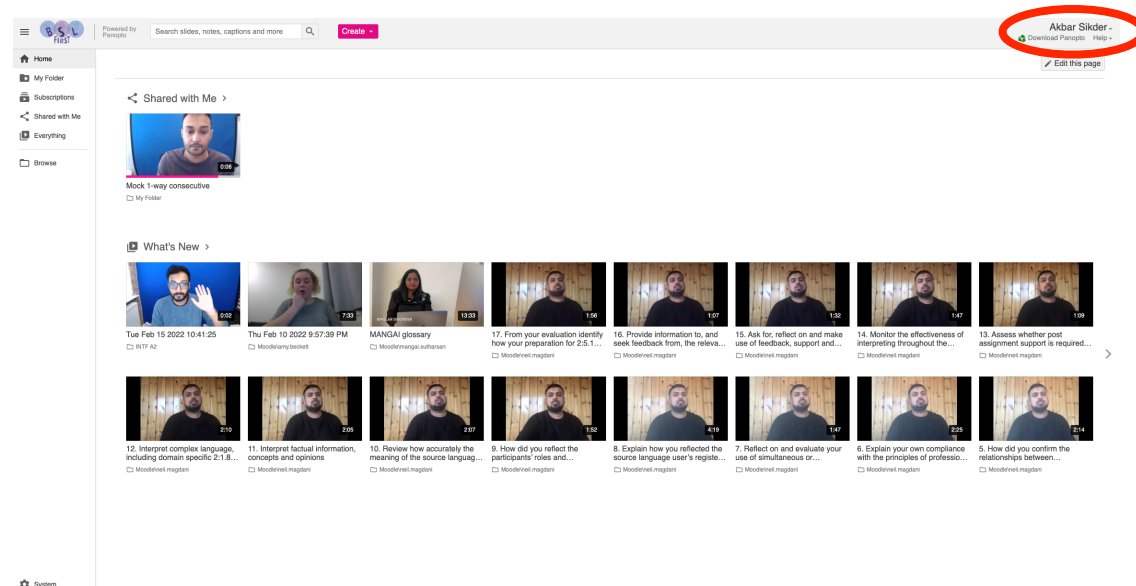 BSL
FIRST
Powered by
Panopto
Search slides, notes, captions and more
Create
Akbar Sikder
Download Panopto Help
Edit this page
Home
My Folder
Subscriptions
Shared with Me
Everything
Browse
System
Shared with Me
0:06
Mock 1-way consecutive
My Folder
What's New
0:02
Tue Feb 15 2022 10:41:25
INTF A2
7:33
Thu Feb 10 2022 9:57:39 PM
Moodle\amy.beckett
BIPOLAR DISORDER
13:33
MANGAI glossary
Moodle\mangai.sutharsan
1:56
17. From your evaluation identify
how your preparation for 2:5.1...
Moodle\neil.magdani
1:07
16. Provide information to, and
seek feedback from, the releva...
Moodle\neil.magdani
1:32
15. Ask for, reflect on and make
use of feedback, support and...
Moodle\neil.magdani
1:47
14. Monitor the effectiveness of
interpreting throughout the...
Moodle\neil.magdani
1:09
13. Assess whether post
assignment support is required...
Moodle\neil.magdani
2:10
12. Interpret complex language,
including domain specific 2:1.8...
Moodle\neil.magdani
2:05
11. Interpret factual information,
concepts and opinions
Moodle\neil.magdani
2:07
10. Review how accurately the
meaning of the source languag...
Moodle\neil.magdani
1:52
9. How did you reflect the
participants' roles and...
Moodle\neil.magdani
4:19
8. Explain how you reflected the
source language user's registe...
Moodle\neil.magdani
1:47
7. Reflect on and evaluate your
use of simultaneous or...
Moodle\neil.magdani
2:25
6. Explain your own compliance
with the principles of professio...
Moodle\neil.magdani
2:14
5. How did you confirm the
relationships between...
Moodle\neil.magdani